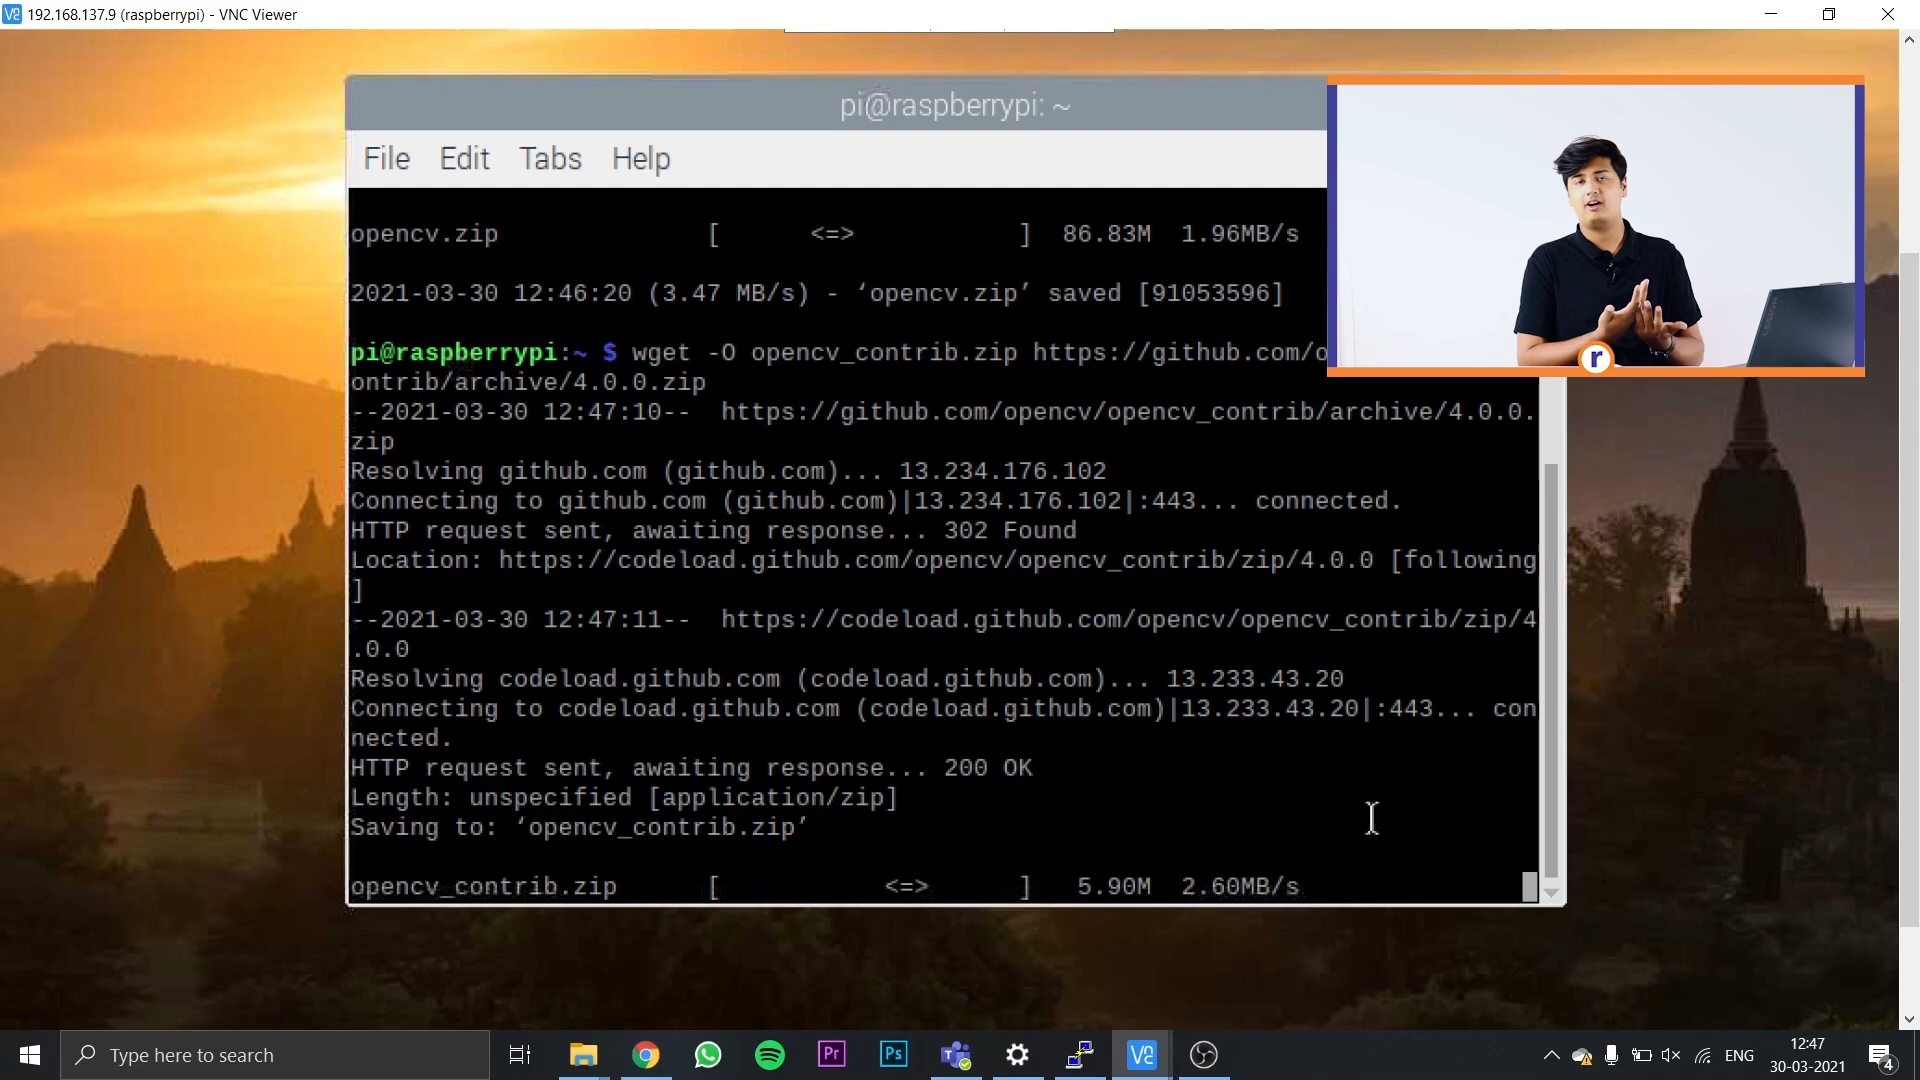 192.168.137.9 (raspberrypi) - VNC Viewer
pi@raspberrypi: ~
File Edit Tabs Help
opencv.zip [ <=> ] 86.83M 1.96MB/s
2021-03-30 12:46:20 (3.47 MB/s) - ‘opencv.zip’ saved [91053596]
pi@raspberrypi:~ $ wget -O opencv_contrib.zip https://github.com/o
ontrib/archive/4.0.0.zip
--2021-03-30 12:47:10-- https://github.com/opencv/opencv_contrib/archive/4.0.0.
zip
Resolving github.com (github.com)... 13.234.176.102
Connecting to github.com (github.com)|13.234.176.102|:443... connected.
HTTP request sent, awaiting response... 302 Found
Location: https://codeload.github.com/opencv/opencv_contrib/zip/4.0.0 [following
]
--2021-03-30 12:47:11-- https://codeload.github.com/opencv/opencv_contrib/zip/4
.0.0
Resolving codeload.github.com (codeload.github.com)... 13.233.43.20
Connecting to codeload.github.com (codeload.github.com)|13.233.43.20|:443... con
nected.
HTTP request sent, awaiting response... 200 OK
Length: unspecified [application/zip]
Saving to: ‘opencv_contrib.zip’
opencv_contrib.zip [ <=> ] 5.90M 2.60MB/s
r
LEGION
Type here to search
Pr
Ps
ENG
12:47
30-03-2021
4